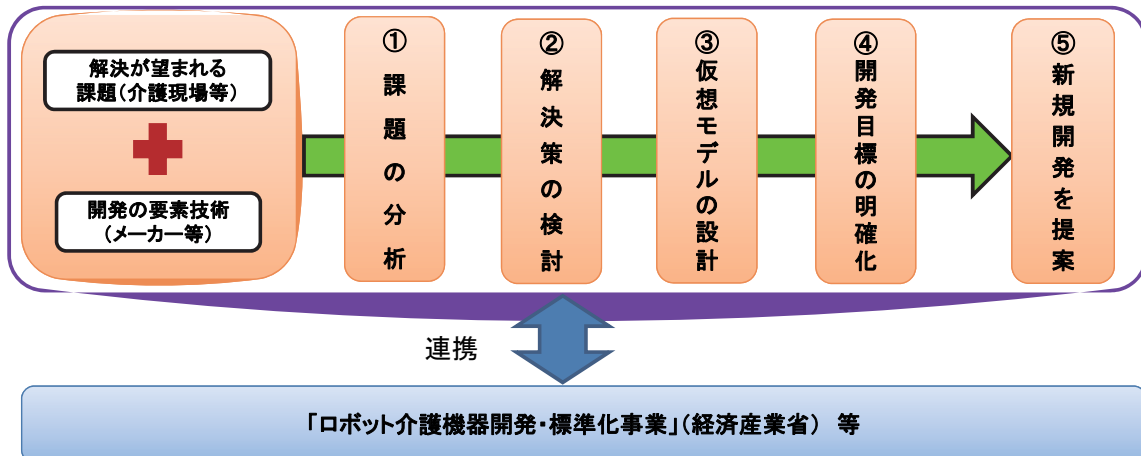 解決が望まれる
課題(介護現場等)
開発の要素技術
(メーカー等)
①課題の分析
②解決策の検討
③仮想モデルの設計
④開発目標の明確化
⑤新規開発を提案
連携
「ロボット介護機器開発・標準化事業」(経済産業省) 等